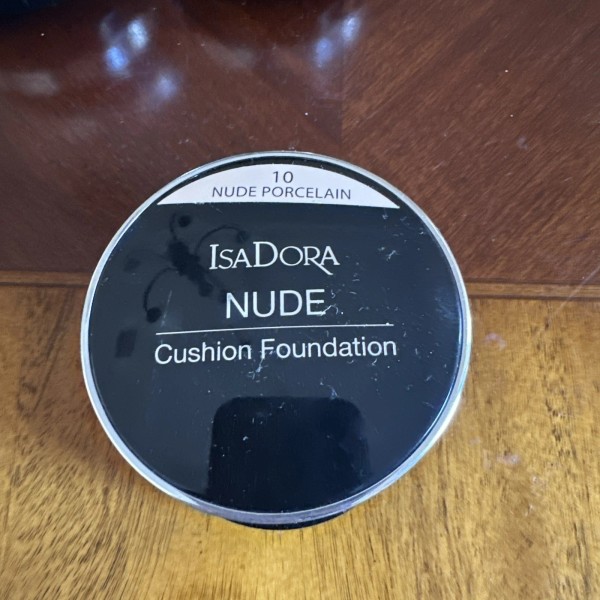 10
NUDE PORCELAIN
ISADORA
NUDE
Cushion Foundation